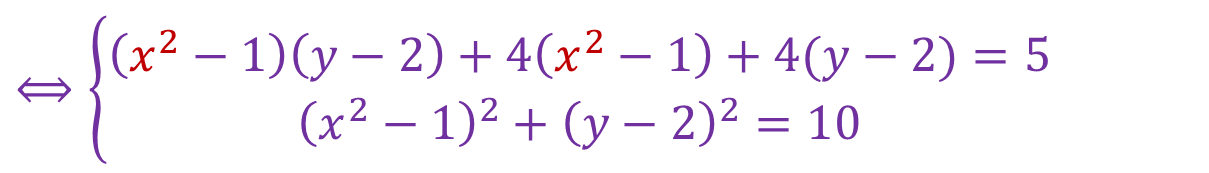 ⟺ { (x² − 1)(y − 2) + 4(x² − 1) + 4(y − 2) = 5
(x² − 1)² + (y − 2)² = 10